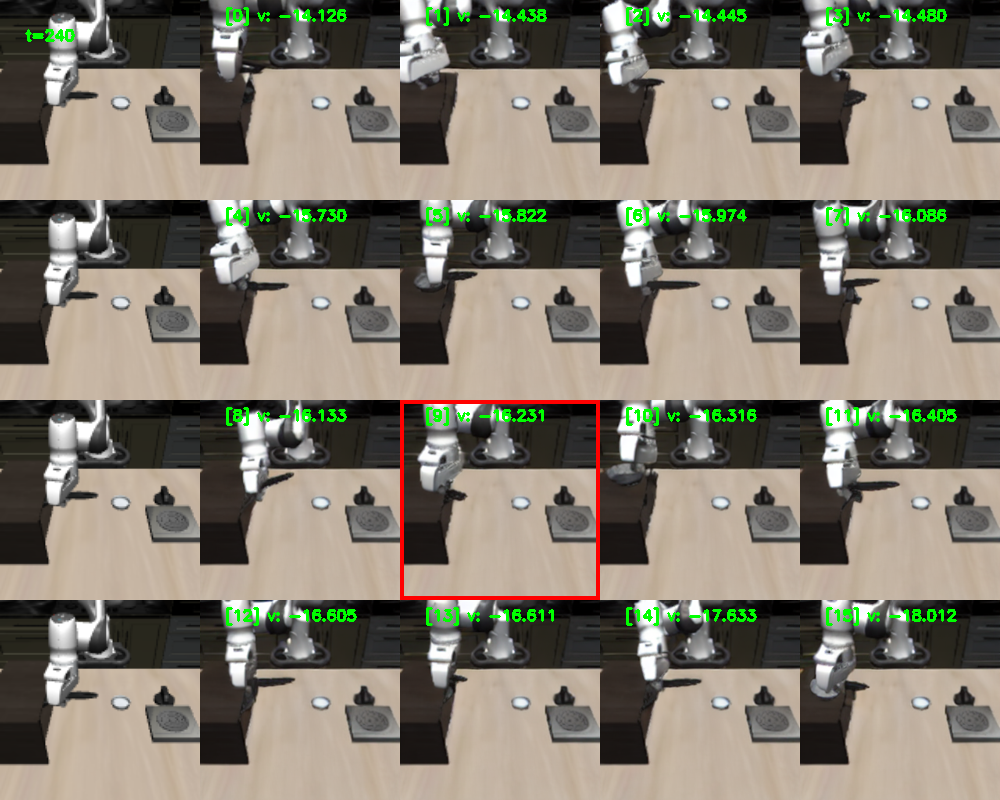 t=240
[0] v: -14.126
[1] v: -14.438
[2] v: -14.445
[3] v: -14.480
[4] v: -15.730
[5] v: -15.822
[6] v: -15.974
[7] v: -16.086
[8] v: -16.133
[9] v: -16.231
[10] v: -16.316
[11] v: -16.405
[12] v: -16.605
[13] v: -16.611
[14] v: -17.633
[15] v: -18.012